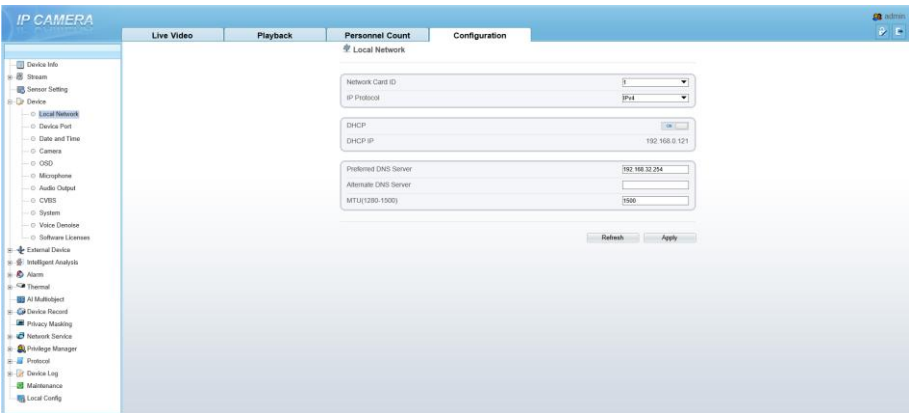 IP CAMERA
admin
Live Video
Playback
Personnel Count
Configuration
Local Network
Device Info
Stream
Sensor Setting
Device
Local Network
Device Port
Date and Time
Camera
OSD
Microphone
Audio Output
CVBS
System
Voice Denoise
Software Licenses
External Device
Intelligent Analysis
Alarm
Thermal
AI Multiobject
Device Record
Privacy Masking
Network Service
Privilege Manager
Protocol
Device Log
Maintenance
Local Config
Network Card ID 1
IP Protocol IPv4
DHCP
DHCP IP 192.168.0.121
Preferred DNS Server 192.168.32.254
Alternate DNS Server
MTU(1280-1500) 1500
Refresh Apply